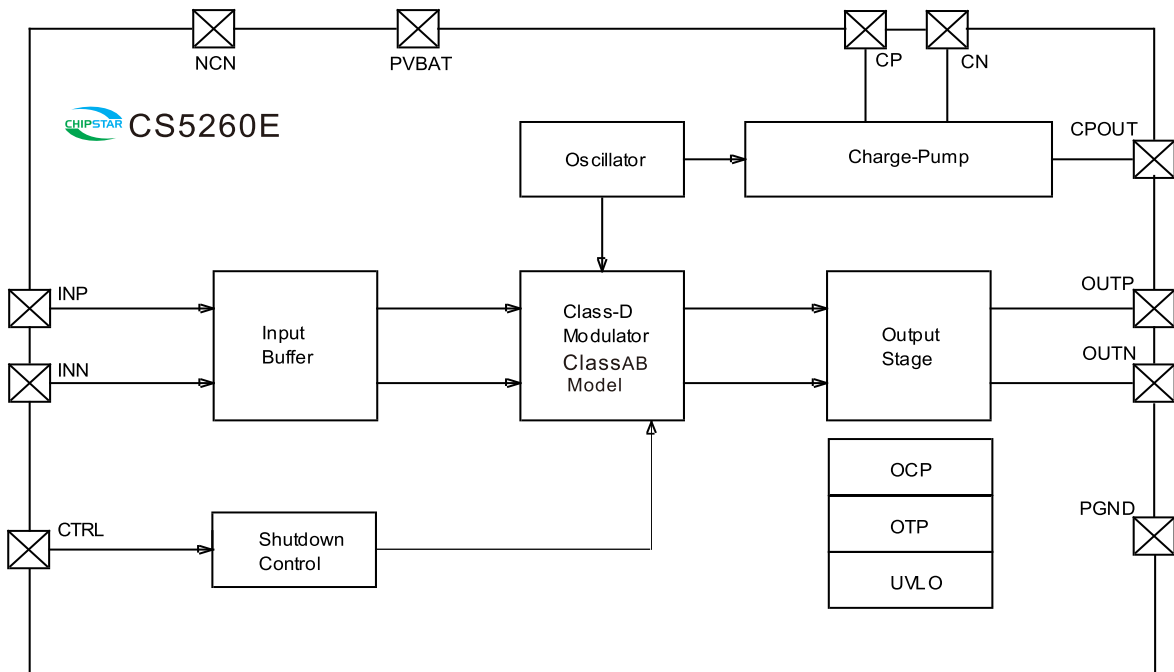 NCN
PVBAT
CP
CN
CHIPSTAR CS5260E
CPOUT
Oscillator
Charge-Pump
INP
INN
Input
Buffer
Class-D
Modulator
ClassAB
Model
Output
Stage
OUTP
OUTN
OCP
OTP
UVLO
PGND
CTRL
Shutdown
Control